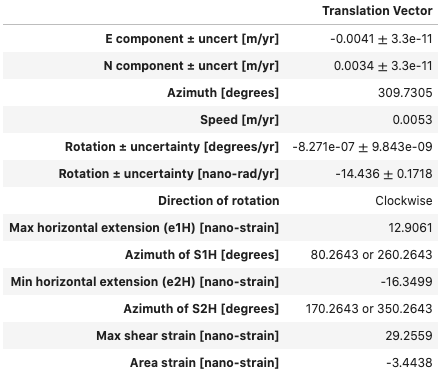 Translation Vector
E component ± uncert [m/yr] -0.0041 ± 3.3e-11
N component ± uncert [m/yr] 0.0034 ± 3.3e-11
Azimuth [degrees] 309.7305
Speed [m/yr] 0.0053
Rotation ± uncertainty [degrees/yr] -8.271e-07 ± 9.843e-09
Rotation ± uncertainty [nano-rad/yr] -14.436 ± 0.1718
Direction of rotation Clockwise
Max horizontal extension (e1H) [nano-strain] 12.9061
Azimuth of S1H [degrees] 80.2643 or 260.2643
Min horizontal extension (e2H) [nano-strain] -16.3499
Azimuth of S2H [degrees] 170.2643 or 350.2643
Max shear strain [nano-strain] 29.2559
Area strain [nano-strain] -3.4438